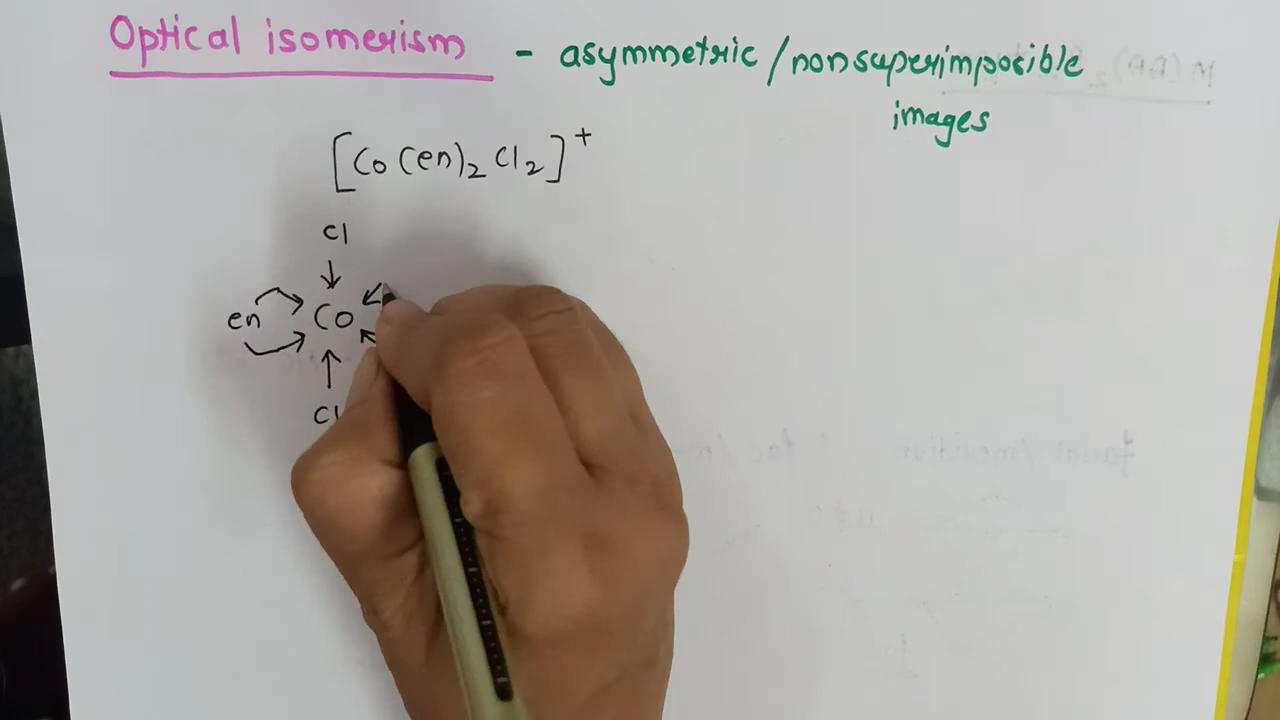 Optical isomerism - asymmetric / nonsuperimposible
images
[Co(en)₂Cl₂]⁺
Cl
en Co
Cl